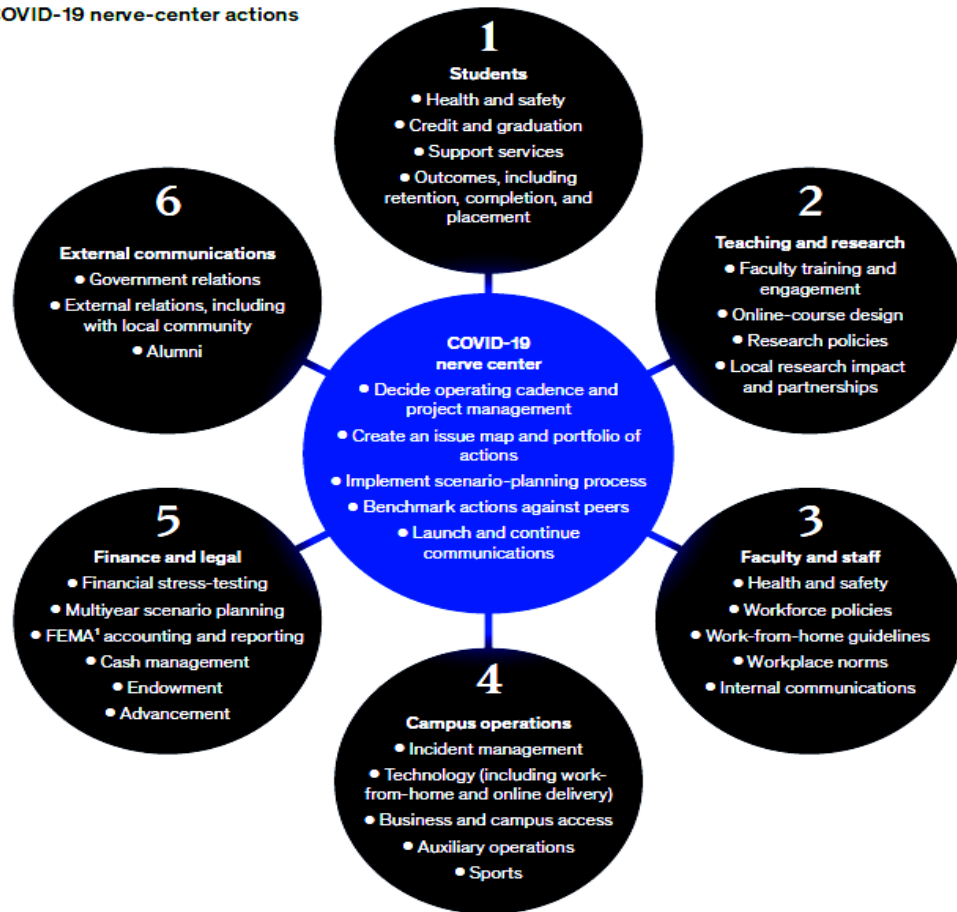 OVID-19 nerve-center actions
1
Students
• Health and safety
• Credit and graduation
• Support services
• Outcomes, including
retention, completion, and
placement
2
Teaching and research
• Faculty training and
engagement
• Online-course design
• Research policies
• Local research impact
and partnerships
3
Faculty and staff
• Health and safety
• Workforce policies
• Work-from-home guidelines
• Workplace norms
• Internal communications
4
Campus operations
• Incident management
• Technology (including work-
from-home and online delivery)
• Business and campus access
• Auxiliary operations
• Sports
5
Finance and legal
• Financial stress-testing
• Multiyear scenario planning
• FEMA¹ accounting and reporting
• Cash management
• Endowment
• Advancement
6
External communications
• Government relations
• External relations, including
with local community
• Alumni
COVID-19
nerve center
• Decide operating cadence and
project management
• Create an issue map and portfolio of
actions
• Implement scenario-planning process
• Benchmark actions against peers
• Launch and continue
communications